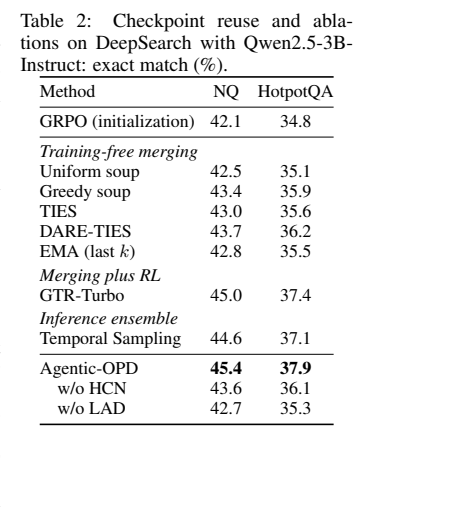 Table 2: Checkpoint reuse and abla-
tions on DeepSearch with Qwen2.5-3B-
Instruct: exact match (%).
Method NQ HotpotQA
GRPO (initialization) 42.1 34.8
Training-free merging
Uniform soup 42.5 35.1
Greedy soup 43.4 35.9
TIES 43.0 35.6
DARE-TIES 43.7 36.2
EMA (last k) 42.8 35.5
Merging plus RL
GTR-Turbo 45.0 37.4
Inference ensemble
Temporal Sampling 44.6 37.1
Agentic-OPD 45.4 37.9
w/o HCN 43.6 36.1
w/o LAD 42.7 35.3